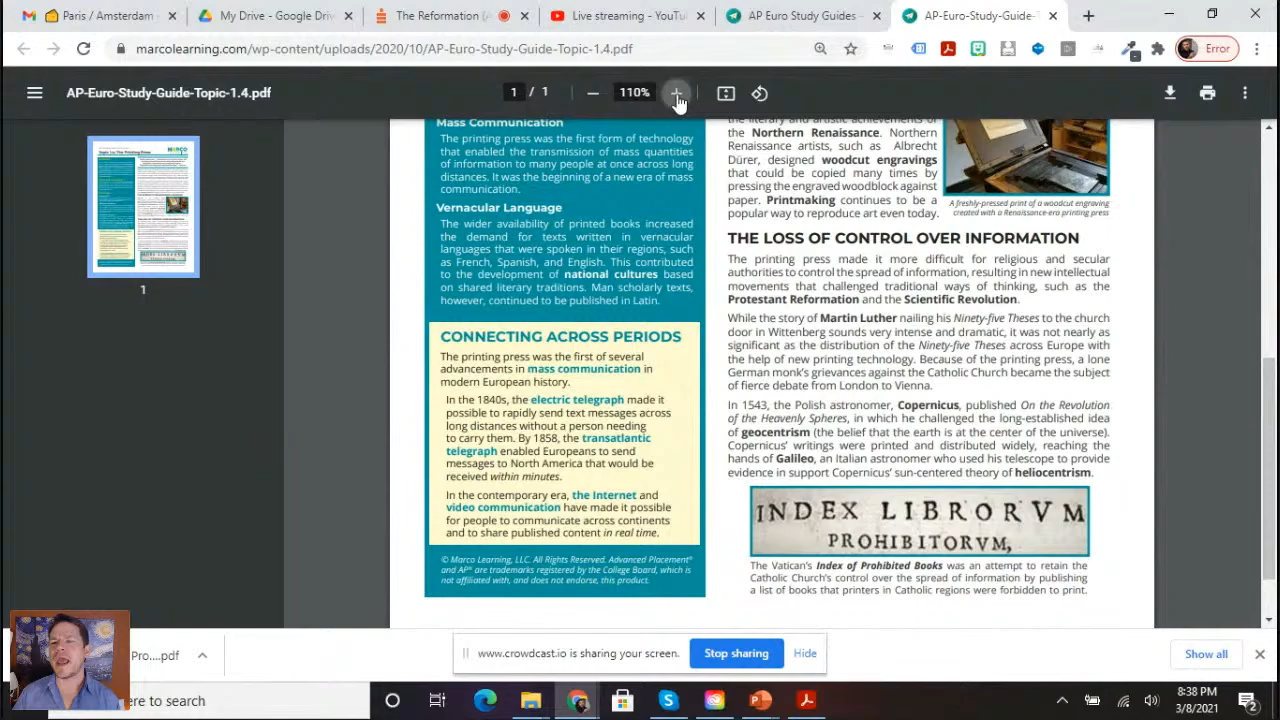 Paris / Amsterdam
My Drive - Google Driv
The Reformation (A
Live streaming - YouTu
AP Euro Study Guides –
AP-Euro-Study-Guide-
marcolearning.com/wp-content/uploads/2020/10/AP-Euro-Study-Guide-Topic-1.4.pdf
Error
AP-Euro-Study-Guide-Topic-1.4.pdf
1 / 1
110%
1
Mass Communication
The printing press was the first form of technology
that enabled the transmission of mass quantities
of information to many people at once across long
distances. It was the beginning of a new era of mass
communication.
Vernacular Language
The wider availability of printed books increased
the demand for texts written in vernacular
languages that were spoken in their regions, such
as French, Spanish, and English. This contributed
to the development of national cultures based
on shared literary traditions. Man scholarly texts,
however, continued to be published in Latin.
CONNECTING ACROSS PERIODS
The printing press was the first of several
advancements in mass communication in
modern European history.
In the 1840s, the electric telegraph made it
possible to rapidly send text messages across
long distances without a person needing
to carry them. By 1858, the transatlantic
telegraph enabled Europeans to send
messages to North America that would be
received within minutes.
In the contemporary era, the Internet and
video communication have made it possible
for people to communicate across continents
and to share published content in real time.
© Marco Learning, LLC. All Rights Reserved. Advanced Placement®
and AP® are trademarks registered by the College Board, which is
not affiliated with, and does not endorse, this product.
the literary and artistic achievements of
the Northern Renaissance. Northern
Renaissance artists, such as Albrecht
Dürer, designed woodcut engravings
that could be copied many times by
pressing the engraved woodblock against
paper. Printmaking continues to be a
popular way to reproduce art even today.
A freshly-pressed print of a woodcut engraving
created with a Renaissance-era printing press
THE LOSS OF CONTROL OVER INFORMATION
The printing press made it more difficult for religious and secular
authorities to control the spread of information, resulting in new intellectual
movements that challenged traditional ways of thinking, such as the
Protestant Reformation and the Scientific Revolution.
While the story of Martin Luther nailing his Ninety-five Theses to the church
door in Wittenberg sounds very intense and dramatic, it was not nearly as
significant as the distribution of the Ninety-five Theses across Europe with
the help of new printing technology. Because of the printing press, a lone
German monk's grievances against the Catholic Church became the subject
of fierce debate from London to Vienna.
In 1543, the Polish astronomer, Copernicus, published On the Revolution
of the Heavenly Spheres, in which he challenged the long-established idea
of geocentrism (the belief that the earth is at the center of the universe).
Copernicus' writings were printed and distributed widely, reaching the
hands of Galileo, an Italian astronomer who used his telescope to provide
evidence in support Copernicus' sun-centered theory of heliocentrism.
INDEX LIBRORVM
PROHIBITORVM,
The Vatican's Index of Prohibited Books was an attempt to retain the
Catholic Church's control over the spread of information by publishing
a list of books that printers in Catholic regions were forbidden to print.
Pro....pdf
www.crowdcast.io is sharing your screen.
Stop sharing
Hide
Show all
ere to search
8:38 PM
3/8/2021
2